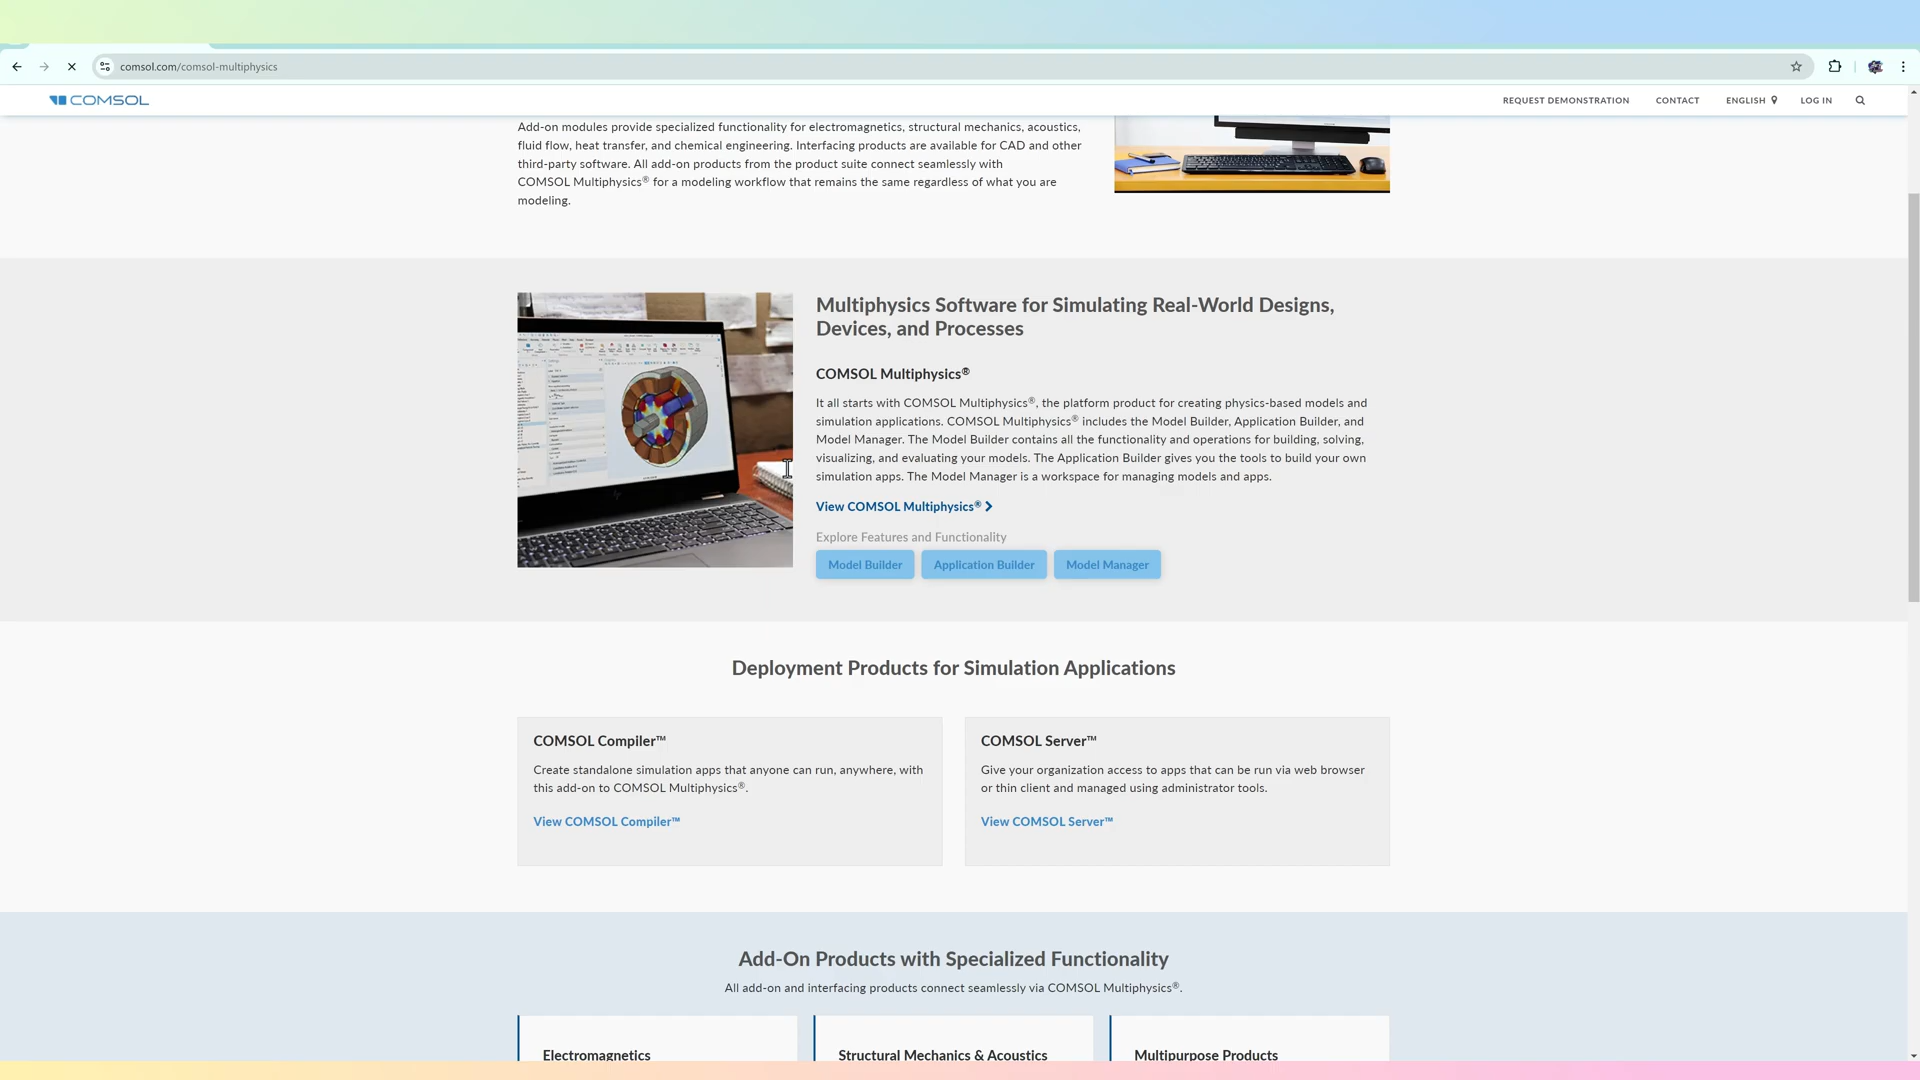 comsol.com/comsol-multiphysics
COMSOL
REQUEST DEMONSTRATION
CONTACT
ENGLISH
LOG IN
Add-on modules provide specialized functionality for electromagnetics, structural mechanics, acoustics,
fluid flow, heat transfer, and chemical engineering. Interfacing products are available for CAD and other
third-party software. All add-on products from the product suite connect seamlessly with
COMSOL Multiphysics® for a modeling workflow that remains the same regardless of what you are
modeling.
Multiphysics Software for Simulating Real-World Designs,
Devices, and Processes
COMSOL Multiphysics®
It all starts with COMSOL Multiphysics®, the platform product for creating physics-based models and
simulation applications. COMSOL Multiphysics® includes the Model Builder, Application Builder, and
Model Manager. The Model Builder contains all the functionality and operations for building, solving,
visualizing, and evaluating your models. The Application Builder gives you the tools to build your own
simulation apps. The Model Manager is a workspace for managing models and apps.
View COMSOL Multiphysics®
Explore Features and Functionality
Model Builder
Application Builder
Model Manager
Deployment Products for Simulation Applications
COMSOL Compiler™
Create standalone simulation apps that anyone can run, anywhere, with
this add-on to COMSOL Multiphysics®.
View COMSOL Compiler™
COMSOL Server™
Give your organization access to apps that can be run via web browser
or thin client and managed using administrator tools.
View COMSOL Server™
Add-On Products with Specialized Functionality
All add-on and interfacing products connect seamlessly via COMSOL Multiphysics®.
Electromagnetics
Structural Mechanics & Acoustics
Multipurpose Products